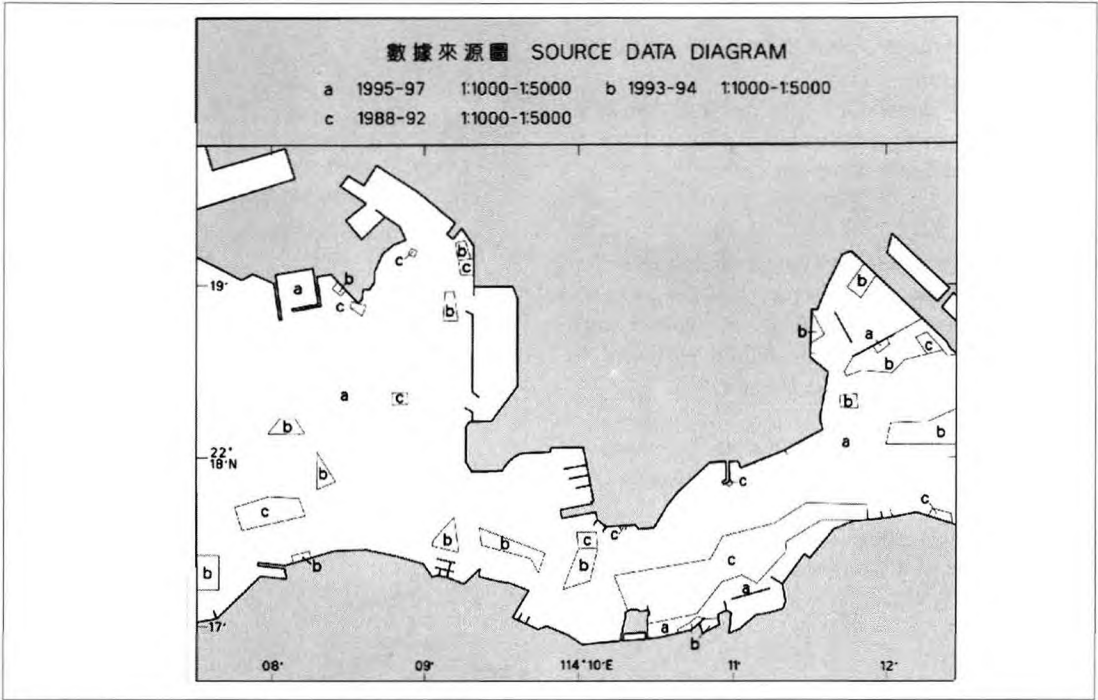 數據來源圖 SOURCE DATA DIAGRAM
a 1995-97 1:1000-1:5000 b 1993-94 1:1000-1:5000
c 1988-92 1:1000-1:5000
c
b
c
b
19'
a
b
c
b
b
b
a
c
b
a
c
b
b
a
b
22°
18'N
b
c
c
c
b
b
c
c
b
b
b
c
a
17'
a
b
08'
09'
114°10'E
11'
12'